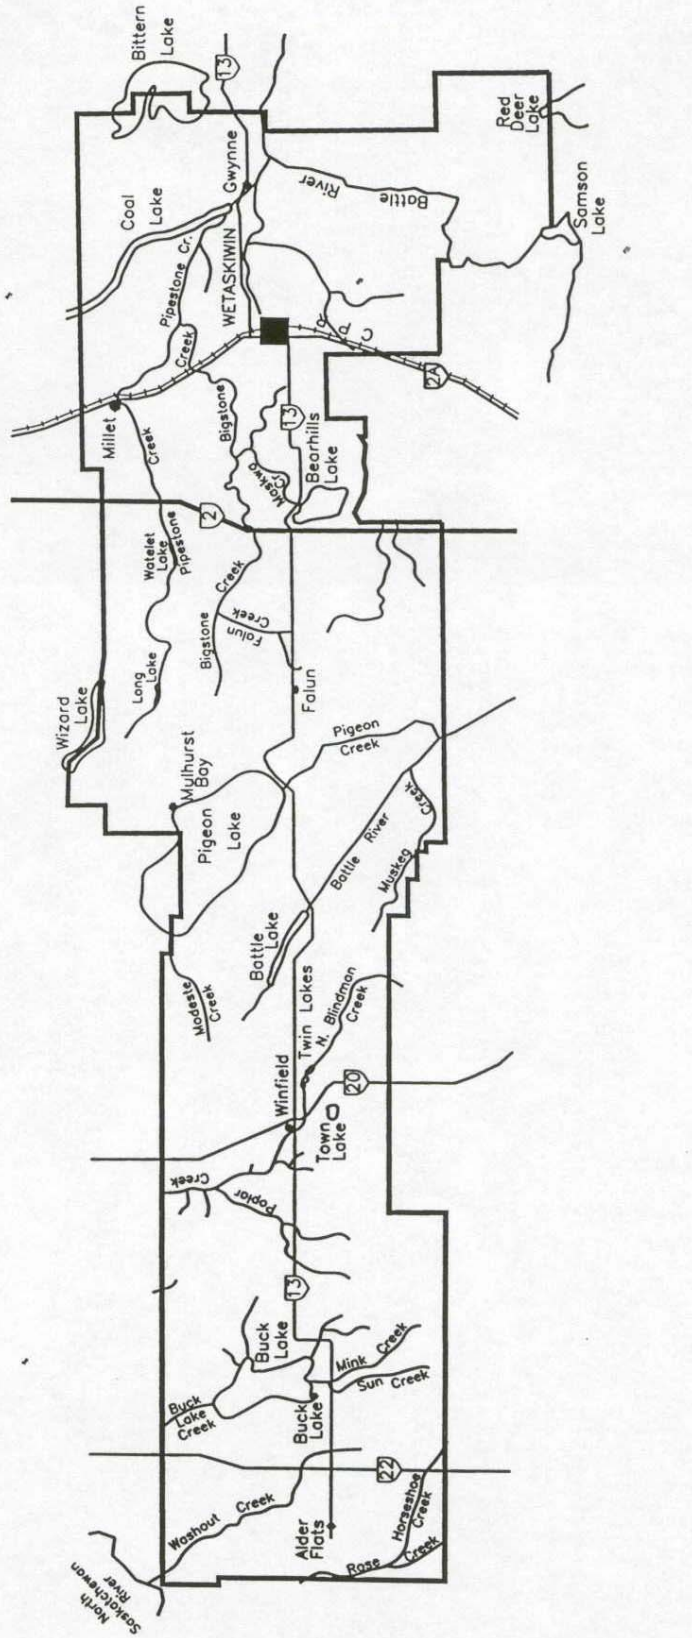 Bittern
Lake
13
Gwynne
Coal
Lake
Pipestone Cr.
WETASKIWIN
Battle
River
Red
Deer
Lake
Samson
Lake
Creek
C
P
R
2A
Millet
Creek
Bigstone
Maskwa
Cr.
13
Bearhills
Lake
2
Watelet
Lake
Pipestone
Bigstone
Creek
Falun
Creek
Long
Lake
Falun
Wizard
Lake
Mulhurst
Bay
Pigeon
Lake
Pigeon
Creek
Battle River
Muskeg
Creek
Battle
Lake
Modeste
Creek
Twin Lakes
N. Blindman
Creek
Winfield
20
Town
Lake
Poplar
Creek
13
Buck
Lake
Buck
Lake
Creek
Buck
Lake
Mink Creek
Sun Creek
22
Washout Creek
Alder
Flats
Horseshoe
Creek
Rose
Creek
North
Saskatchewan
River